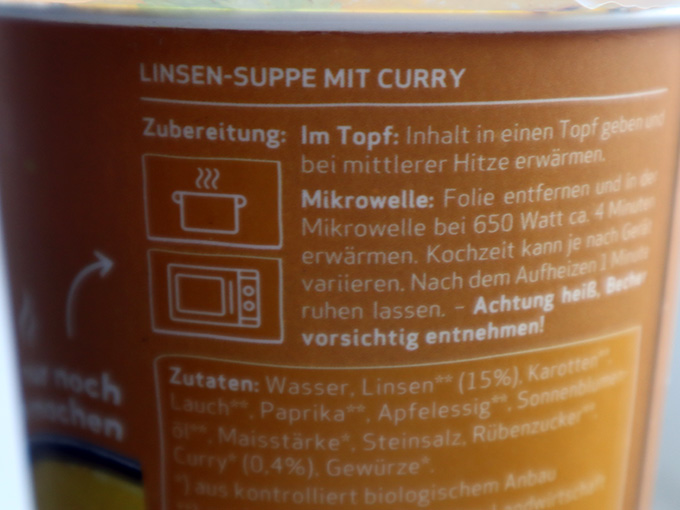 LINSEN-SUPPE MIT CURRY
Zubereitung: Im Topf: Inhalt in einen Topf geben und
bei mittlerer Hitze erwärmen.
Mikrowelle: Folie entfernen und in der
Mikrowelle bei 650 Watt ca. 4 Minuten
erwärmen. Kochzeit kann je nach Gerät
variieren. Nach dem Aufheizen 1 Minute
ruhen lassen. – Achtung heiß, Becher
vorsichtig entnehmen!
noch
Zutaten: Wasser, Linsen** (15%), Karotten**,
Lauch**, Paprika**, Apfelessig**, Sonnenblumen-
öl**, Maisstärke*, Steinsalz, Rübenzucker**,
Curry* (0,4%), Gewürze*.
*) aus kontrolliert biologischem Anbau
Landwirtschaft